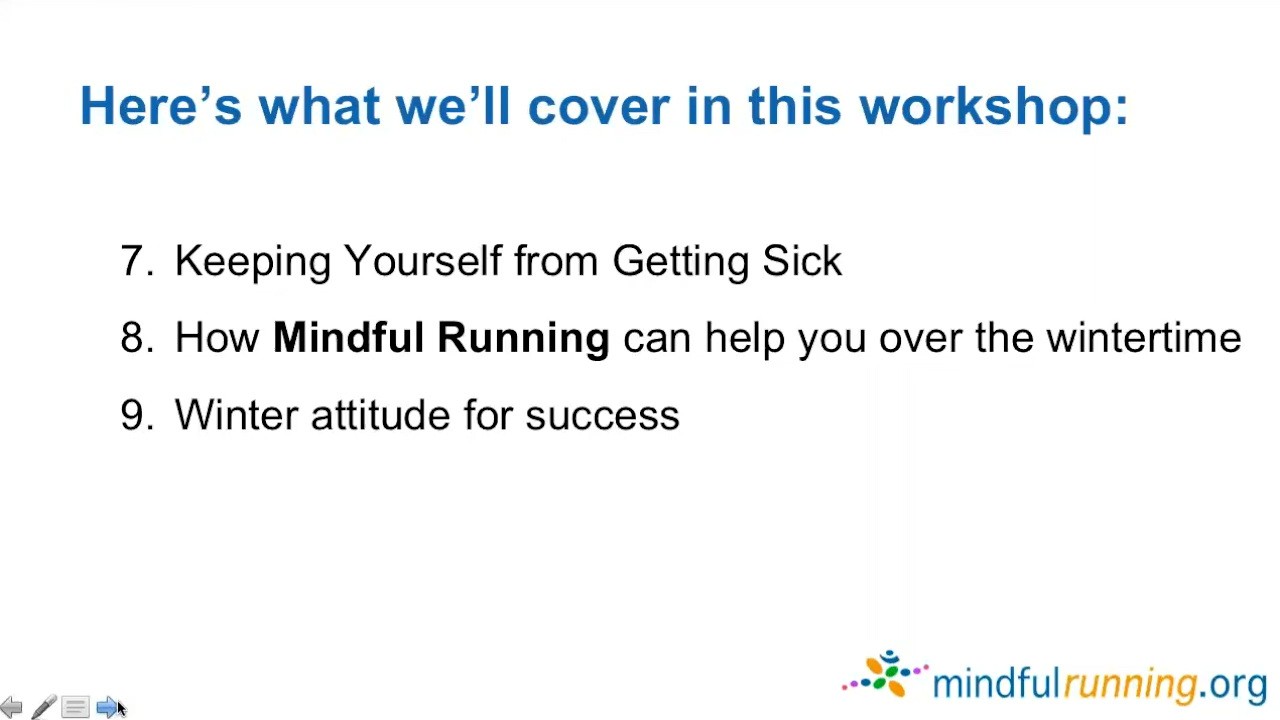 Here’s what we’ll cover in this workshop:
7. Keeping Yourself from Getting Sick
8. How Mindful Running can help you over the wintertime
9. Winter attitude for success
mindfulrunning.org